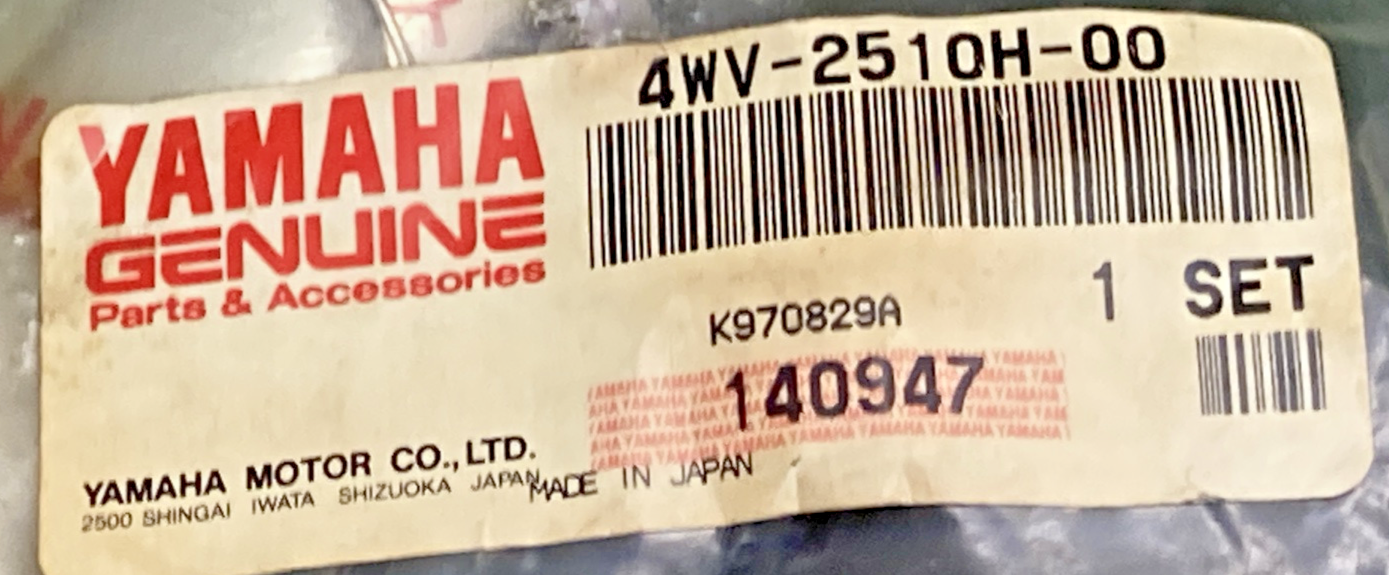 4WV-2510H-00
YAMAHA
GENUINE
Parts & Accessories
1 SET
K970829A
140947
YAMAHA MOTOR CO., LTD.
2500 SHINGAI IWATA SHIZUOKA JAPAN
MADE IN JAPAN